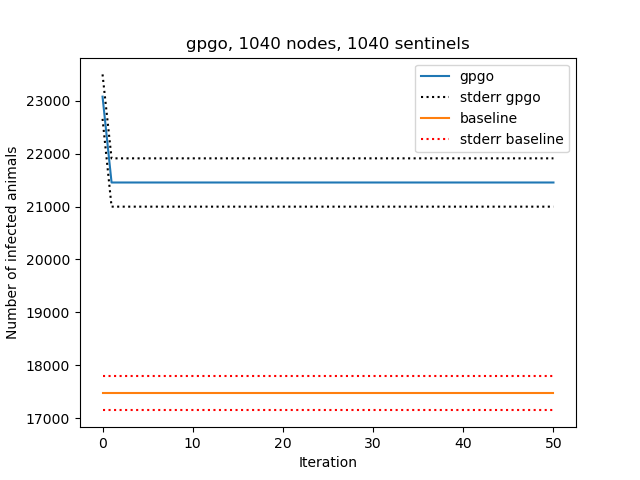 gpgo, 1040 nodes, 1040 sentinels
gpgo
stderr gpgo
baseline
stderr baseline
23000
22000
21000
20000
19000
18000
17000
Number of infected animals
0 10 20 30 40 50
Iteration